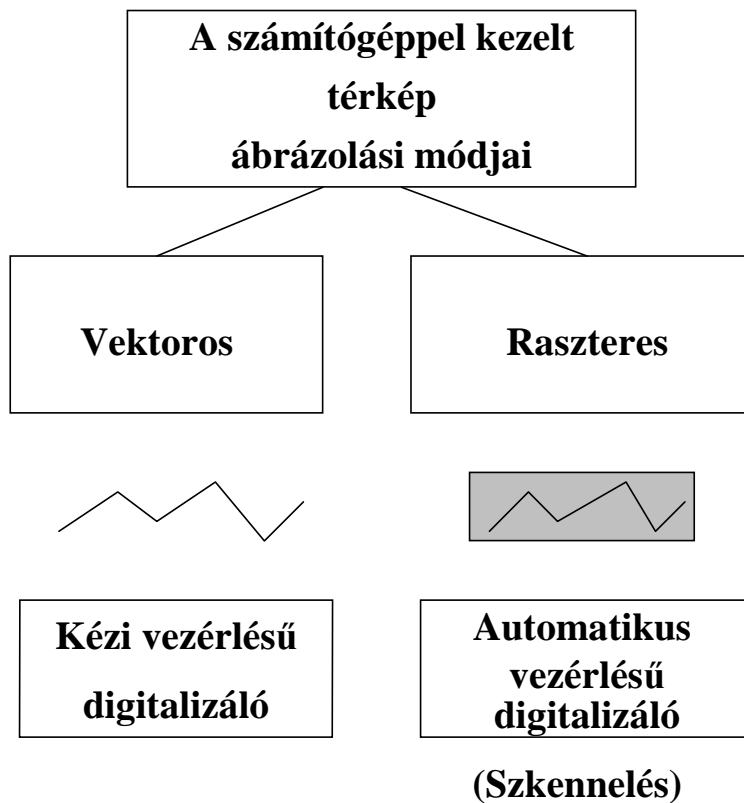 A számítógéppel kezelt
térkép
ábrázolási módjai
Vektoros
Raszteres
Kézi vezérlésű
digitalizáló
Automatikus
vezérlésű
digitalizáló
(Szkennelés)